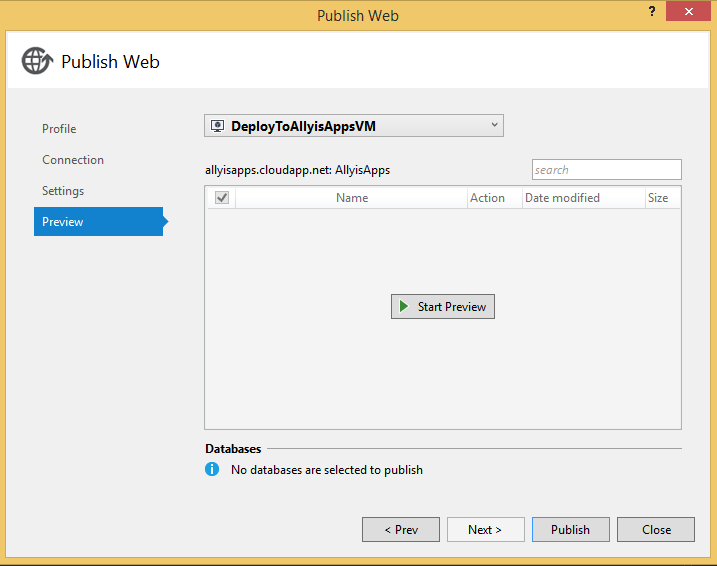 Publish Web
?
Publish Web
Profile
Connection
Settings
Preview
DeployToAllyisAppsVM
allyisapps.cloudapp.net: AllyisApps
search
Name Action Date modified Size
Start Preview
Databases
No databases are selected to publish
< Prev Next > Publish Close